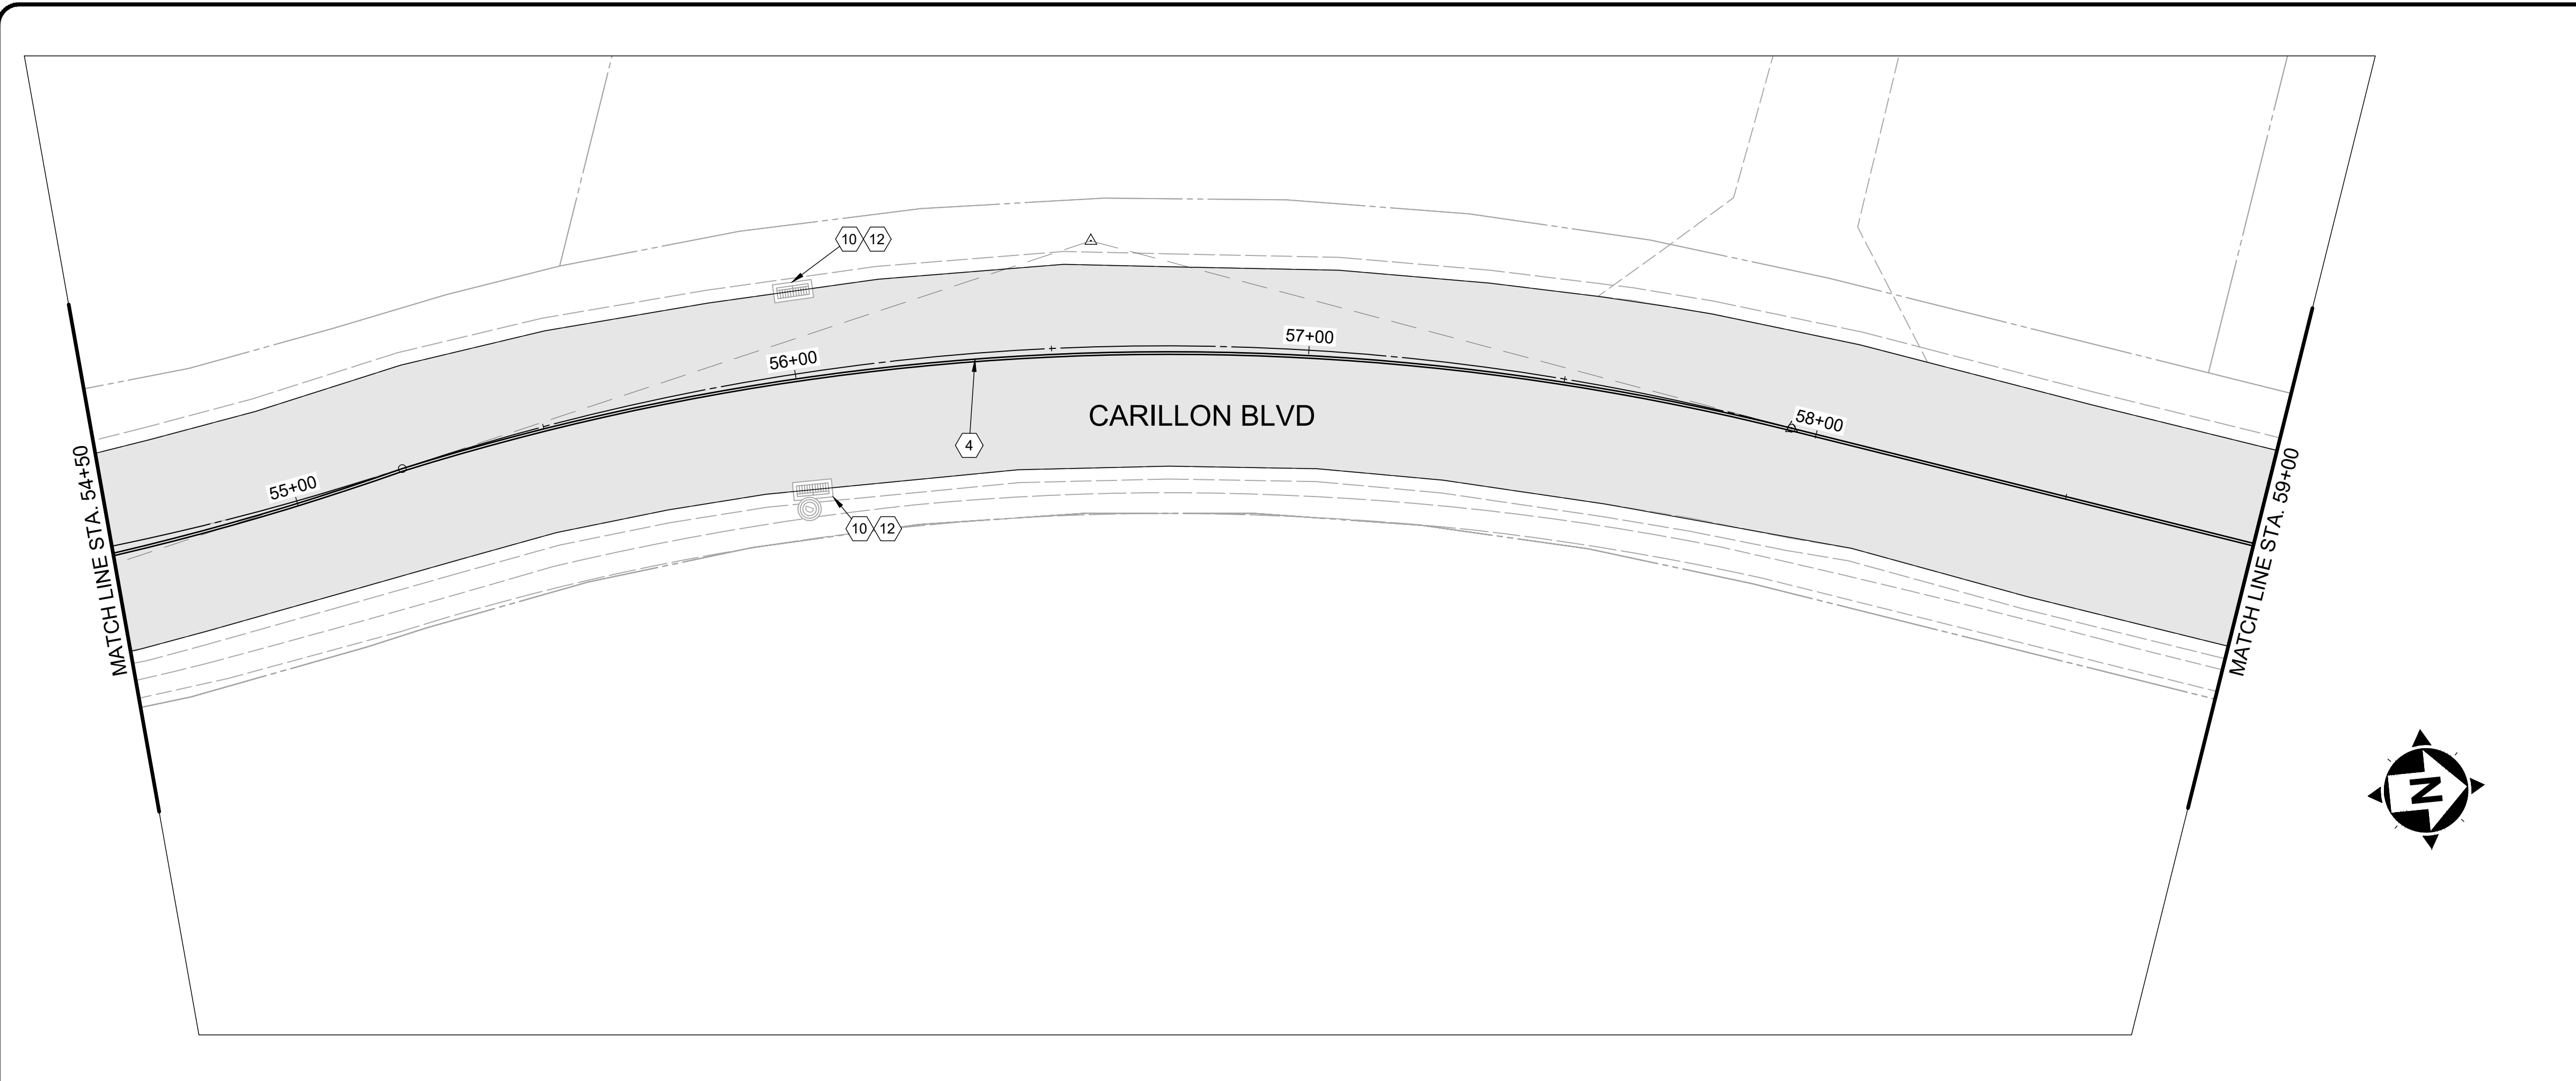 10 12
57+00
56+00
CARILLON BLVD
58+00
4
55+00
10 12
MATCH LINE STA. 54+50
MATCH LINE STA. 59+00
N